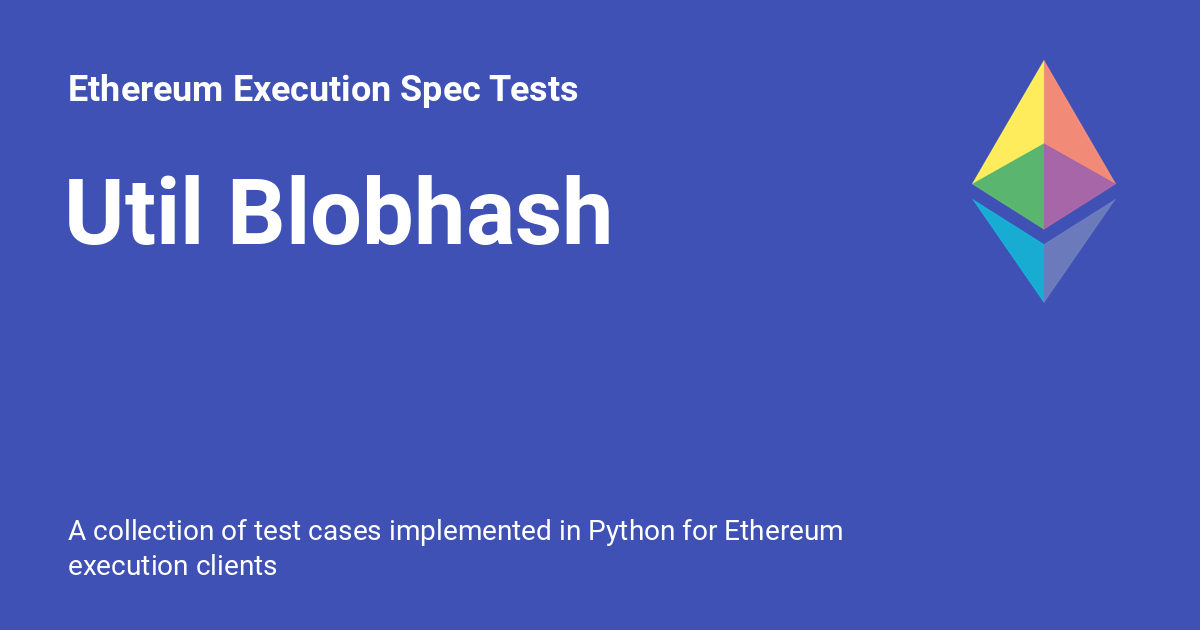 Ethereum Execution Spec Tests
Util Blobhash
A collection of test cases implemented in Python for Ethereum
execution clients